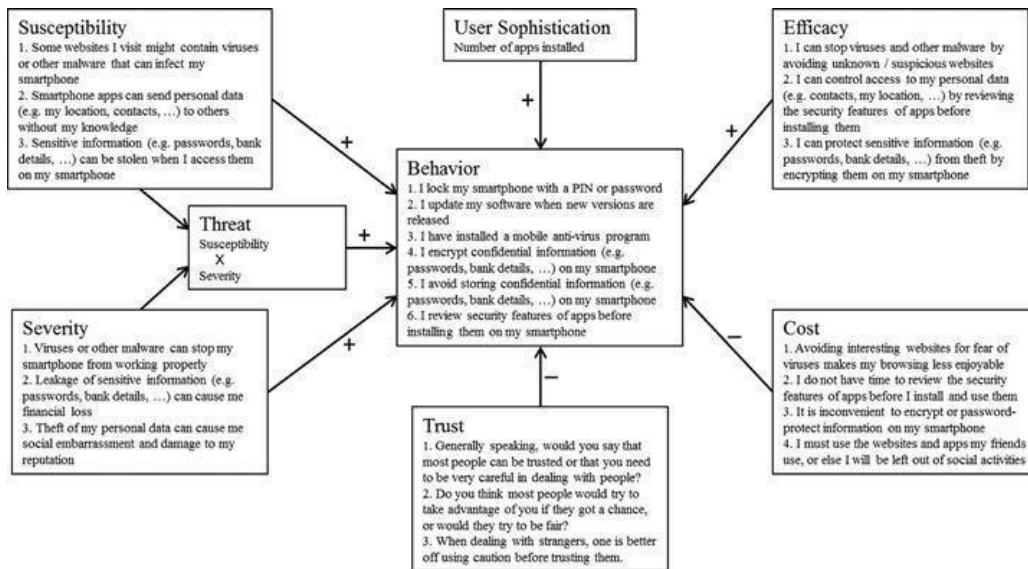 Susceptibility
1. Some websites I visit might contain viruses
or other malware that can infect my
smartphone
2. Smartphone apps can send personal data
(e.g. my location, contacts, …) to others
without my knowledge
3. Sensitive information (e.g. passwords, bank
details, …) can be stolen when I access them
on my smartphone
User Sophistication
Number of apps installed
Efficacy
1. I can stop viruses and other malware by
avoiding unknown / suspicious websites
2. I can control access to my personal data
(e.g. contacts, my location, …) by reviewing
the security features of apps before
installing them
3. I can protect sensitive information (e.g.
passwords, bank details, …) from theft by
encrypting them on my smartphone
+
+
+
Threat
Susceptibility
X
Severity
+
Behavior
1. I lock my smartphone with a PIN or password
2. I update my software when new versions are
released
3. I have installed a mobile anti-virus program
4. I encrypt confidential information (e.g.
passwords, bank details, …) on my smartphone
5. I avoid storing confidential information (e.g.
passwords, bank details, …) on my smartphone
6. I review security features of apps before
installing them on my smartphone
Severity
1. Viruses or other malware can stop my
smartphone from working properly
2. Leakage of sensitive information (e.g.
passwords, bank details, …) can cause me
financial loss
3. Theft of my personal data can cause me
social embarrassment and damage to my
reputation
+
–
–
Trust
1. Generally speaking, would you say that
most people can be trusted or that you need
to be very careful in dealing with people?
2. Do you think most people would try to
take advantage of you if they got a chance,
or would they try to be fair?
3. When dealing with strangers, one is better
off using caution before trusting them.
Cost
1. Avoiding interesting websites for fear of
viruses makes my browsing less enjoyable
2. I do not have time to review the security
features of apps before I install and use them
3. It is inconvenient to encrypt or password-
protect information on my smartphone
4. I must use the websites and apps my friends
use, or else I will be left out of social activities